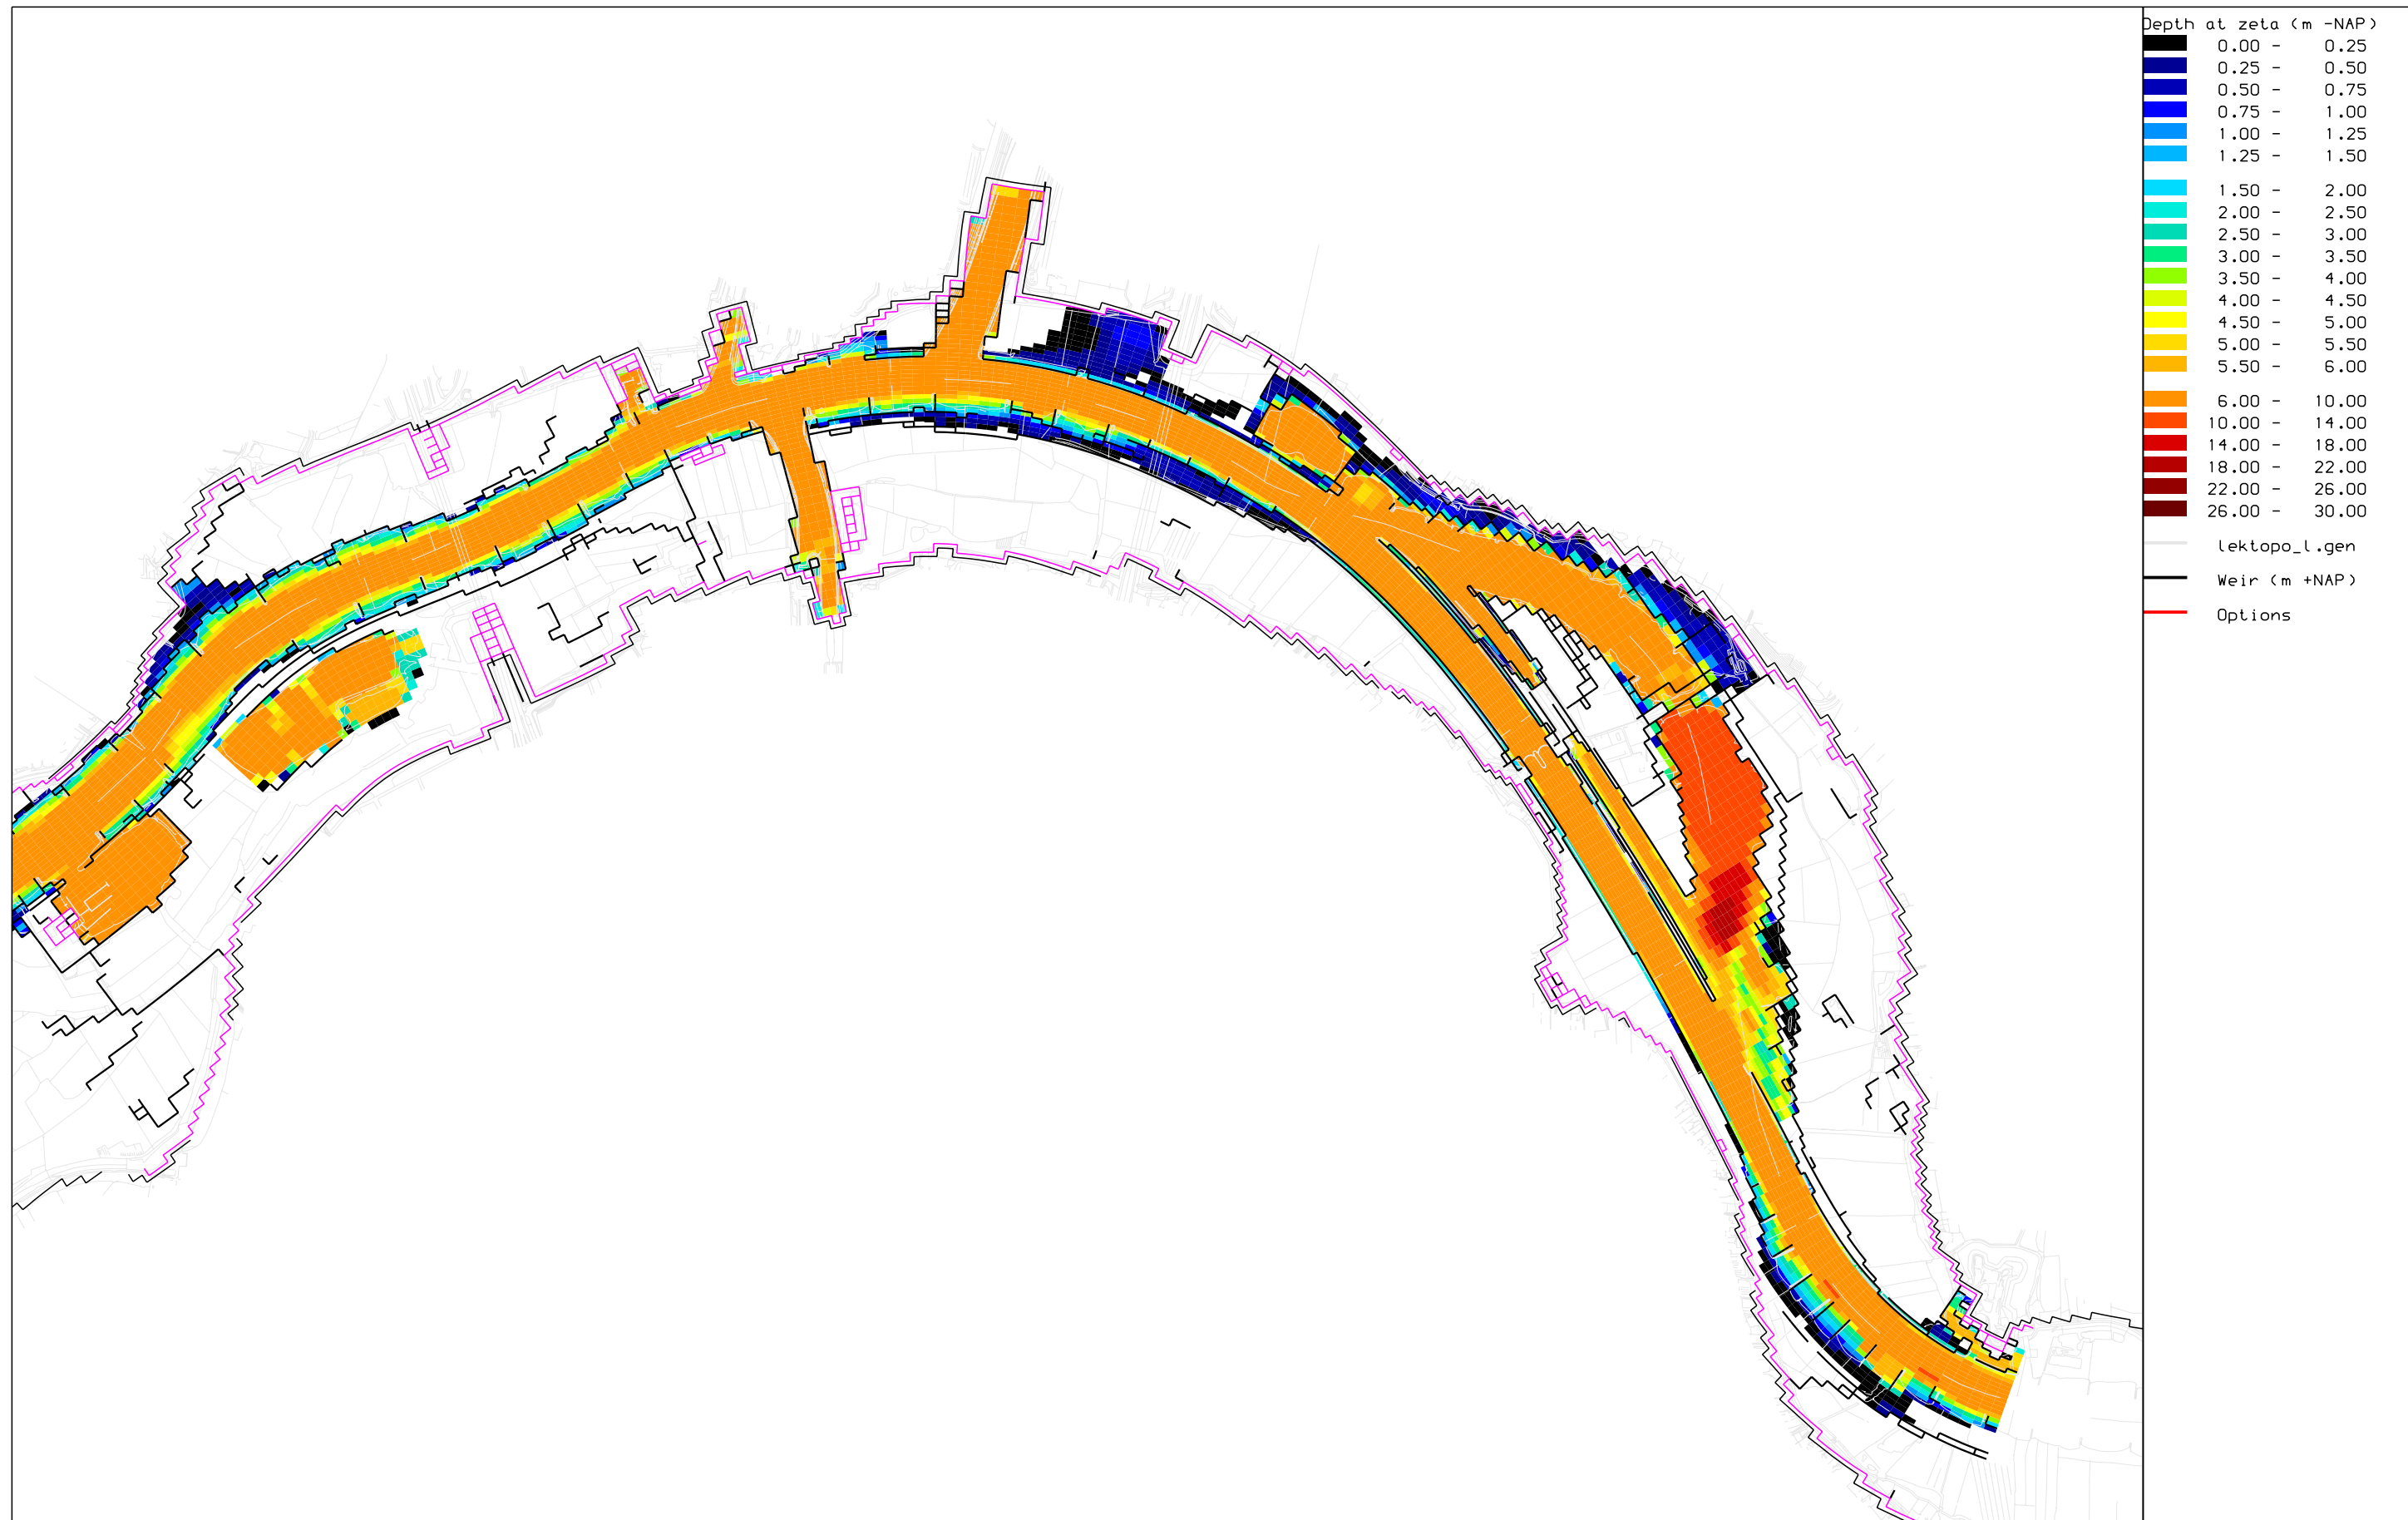 Depth at zeta (m -NAP)
0.00 - 0.25
0.25 - 0.50
0.50 - 0.75
0.75 - 1.00
1.00 - 1.25
1.25 - 1.50
1.50 - 2.00
2.00 - 2.50
2.50 - 3.00
3.00 - 3.50
3.50 - 4.00
4.00 - 4.50
4.50 - 5.00
5.00 - 5.50
5.50 - 6.00
6.00 - 10.00
10.00 - 14.00
14.00 - 18.00
18.00 - 22.00
22.00 - 26.00
26.00 - 30.00
lektopo_l.gen
Weir (m +NAP)
Options